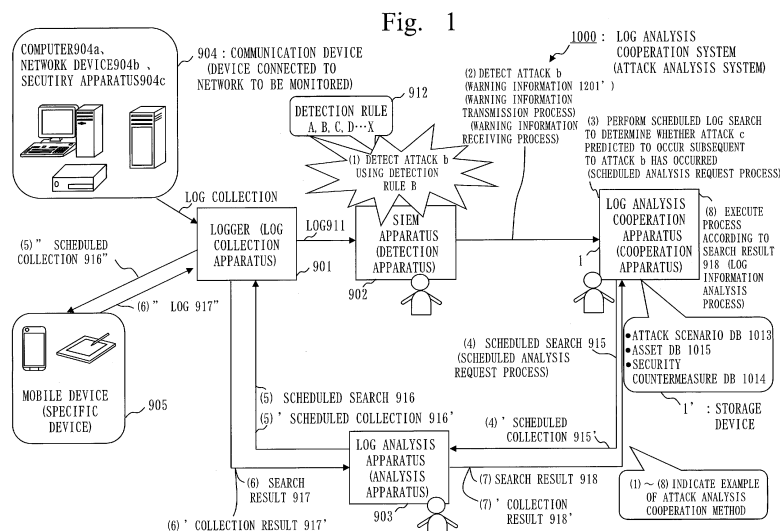 Fig. 1
COMPUTER904a、
NETWORK DEVICE904b 、
SECUTIRY APPARATUS904c
904 : COMMUNICATION DEVICE
(DEVICE CONNECTED TO
NETWORK TO BE MONITORED)
1000 : LOG ANALYSIS
COOPERATION SYSTEM
(ATTACK ANALYSIS SYSTEM)
912
DETECTION RULE
A, B, C, D…X
(1) DETECT ATTACK b
USING DETECTION
RULE B
(2) DETECT ATTACK b
(WARNING INFORMATION 1201')
(WARNING INFORMATION
TRANSMISSION PROCESS)
(WARNING INFORMATION
RECEIVING PROCESS)
(3) PERFORM SCHEDULED LOG SEARCH
TO DETERMINE WHETHER ATTACK c
PREDICTED TO OCCUR SUBSEQUENT
TO ATTACK b HAS OCCURRED
(SCHEDULED ANALYSIS REQUEST PROCESS)
LOG COLLECTION
LOGGER (LOG
COLLECTION
APPARATUS)
901
LOG911
SIEM
APPARATUS
(DETECTION
APPARATUS)
902
LOG ANALYSIS
COOPERATION
APPARATUS
(COOPERATION
APPARATUS)
1
(8) EXECUTE
PROCESS
ACCORDING TO
SEARCH RESULT
918 (LOG
INFORMATION
ANALYSIS
PROCESS)
(5)" SCHEDULED
COLLECTION 916"
(6)" LOG 917"
MOBILE DEVICE
(SPECIFIC
DEVICE)
905
(4) SCHEDULED SEARCH 915
(SCHEDULED ANALYSIS
REQUEST PROCESS)
●ATTACK SCENARIO DB 1013
●ASSET DB 1015
●SECURITY
COUNTERMEASURE DB 1014
1' : STORAGE
DEVICE
(5) SCHEDULED SEARCH 916
(5)' SCHEDULED COLLECTION 916'
(4)' SCHEDULED
COLLECTION 915'
LOG ANALYSIS
APPARATUS
(ANALYSIS
APPARATUS)
903
(6) SEARCH
RESULT 917
(6)' COLLECTION RESULT 917'
(7) SEARCH RESULT 918
(7)' COLLECTION
RESULT 918'
(1)～(8) INDICATE EXAMPLE
OF ATTACK ANALYSIS
COOPERATION METHOD